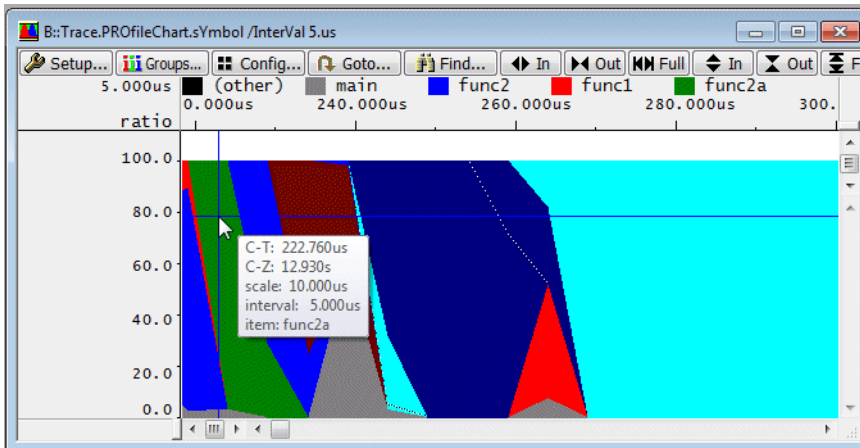 B::Trace.PROfileChart.sYmbol /InterVal 5.us
Setup... Groups... Config... Goto... Find... In Out Full In Out F
5.000us (other) main func2 func1 func2a
0.000us 240.000us 260.000us 280.000us 300.
ratio
100.0
80.0
60.0
40.0
20.0
0.0
C-T: 222.760us
C-Z: 12.930s
scale: 10.000us
interval: 5.000us
item: func2a